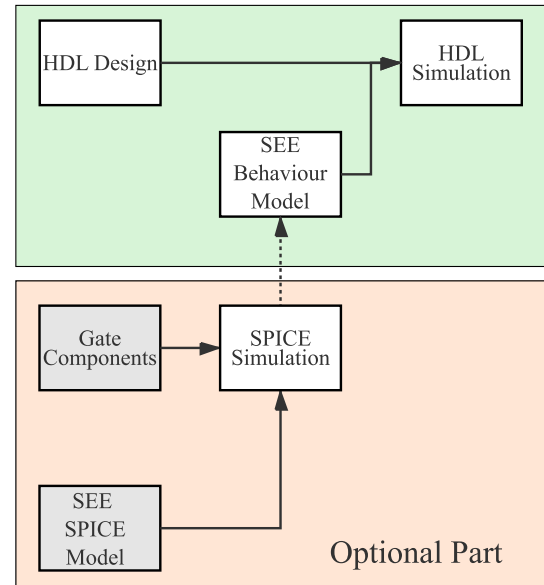 HDL Design
HDL
Simulation
SEE
Behaviour
Model
Gate
Components
SPICE
Simulation
SEE
SPICE
Model
Optional Part